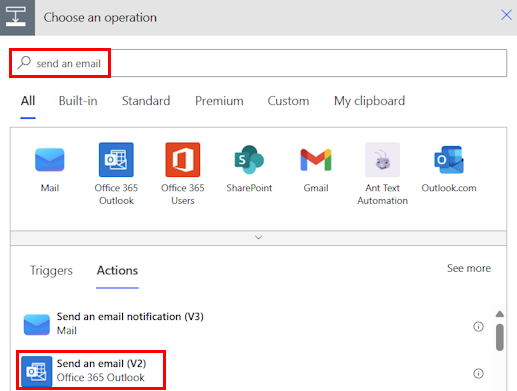 Choose an operation
send an email
All Built-in Standard Premium Custom My clipboard
Mail Office 365 Outlook Office 365 Users SharePoint Gmail Ant Text Automation Outlook.com
Triggers Actions See more
Send an email notification (V3)
Mail
Send an email (V2)
Office 365 Outlook